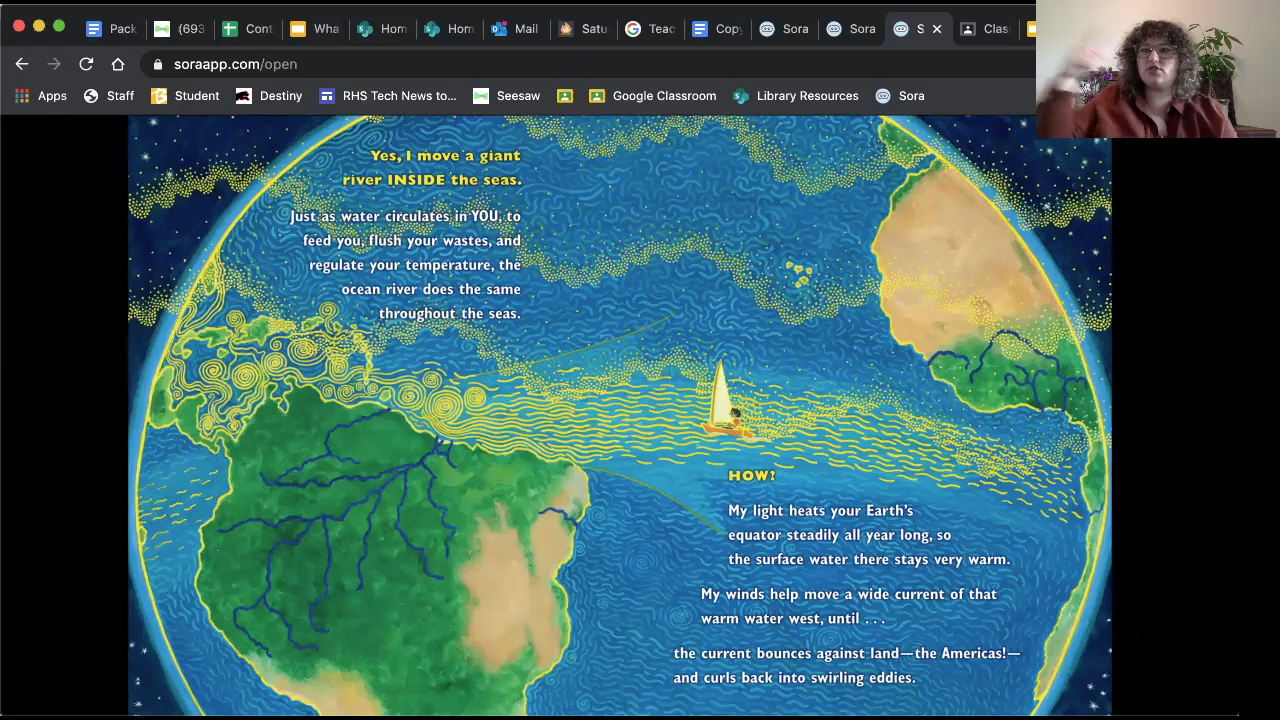 Pack
(693
Cont
Wha
Hom
Hom
Mail
Satu
Teac
Copy
Sora
Sora
S
Clas
soraapp.com/open
Apps
Staff
Student
Destiny
RHS Tech News to...
Seesaw
Google Classroom
Library Resources
Sora
Yes, I move a giant
river INSIDE the seas.
Just as water circulates in YOU, to
feed you, flush your wastes, and
regulate your temperature, the
ocean river does the same
throughout the seas.
HOW?
My light heats your Earth's
equator steadily all year long, so
the surface water there stays very warm.
My winds help move a wide current of that
warm water west, until . . .
the current bounces against land—the Americas!—
and curls back into swirling eddies.